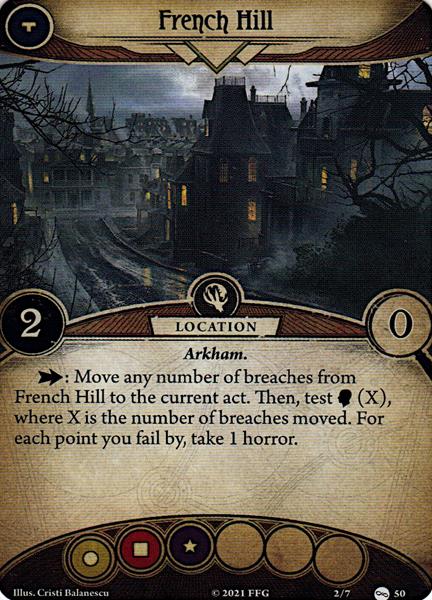 French Hill
2
LOCATION
0
Arkham.
: Move any number of breaches from
French Hill to the current act. Then, test (X),
where X is the number of breaches moved. For
each point you fail by, take 1 horror.
Illus. Cristi Balanescu
© 2021 FFG
2/7
50